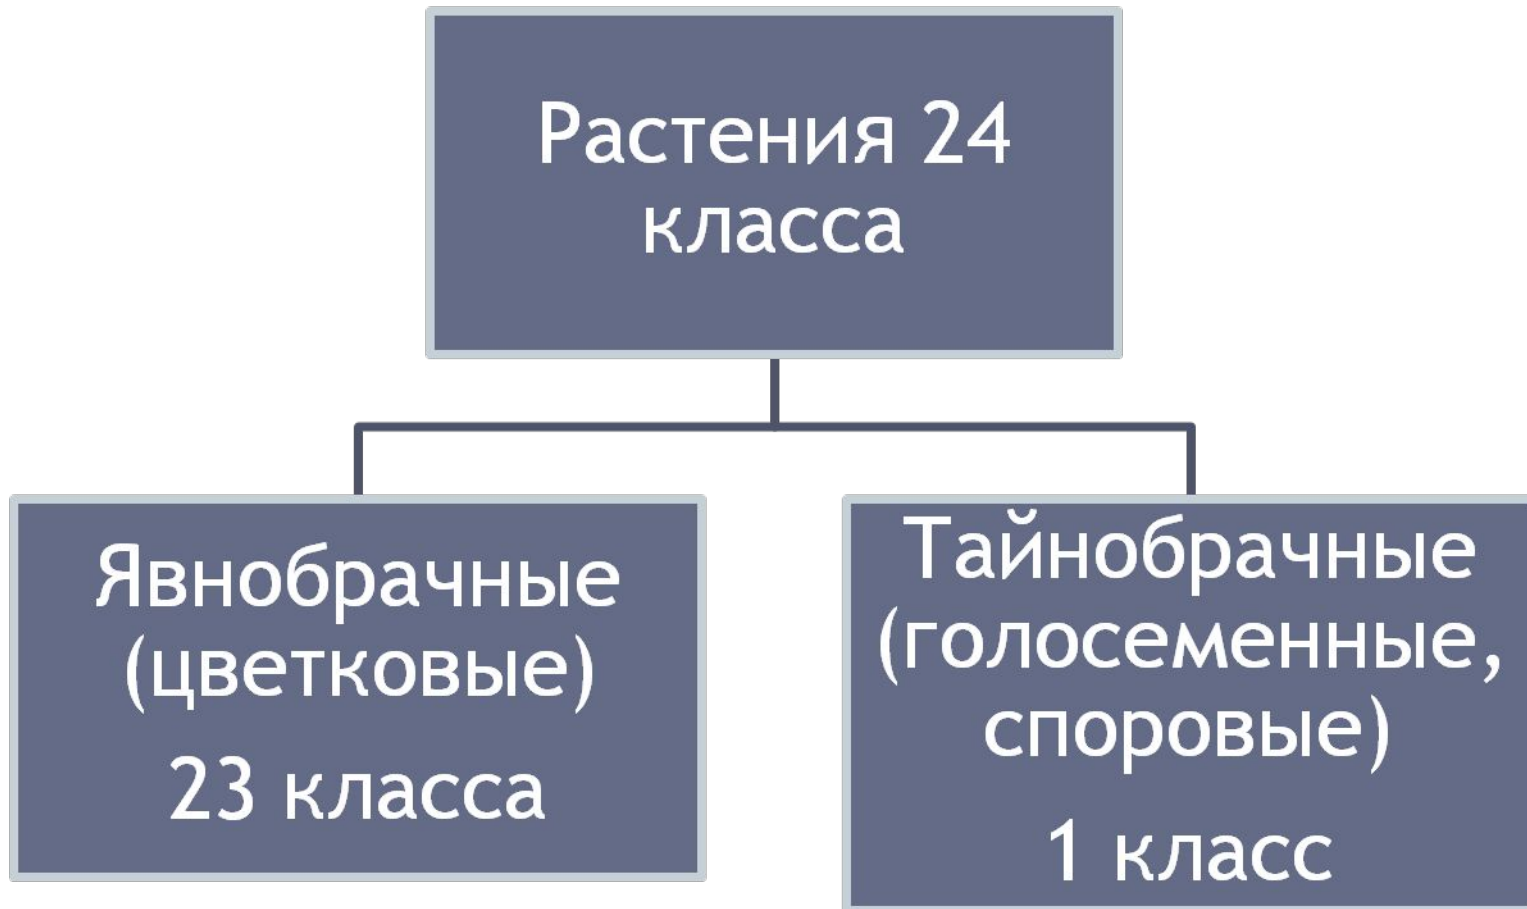 Растения 24
класса
Явнобрачные
(цветковые)
23 класса
Тайнобрачные
(голосеменные,
споровые)
1 класс